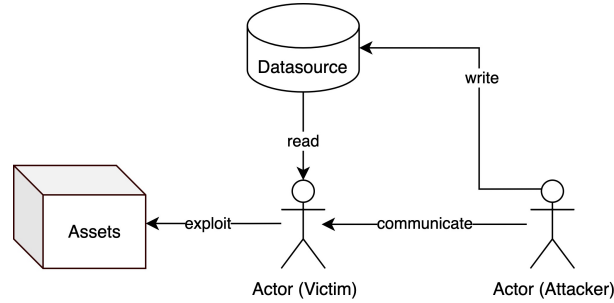 Datasource
write
read
Assets
exploit
communicate
Actor (Victim)
Actor (Attacker)